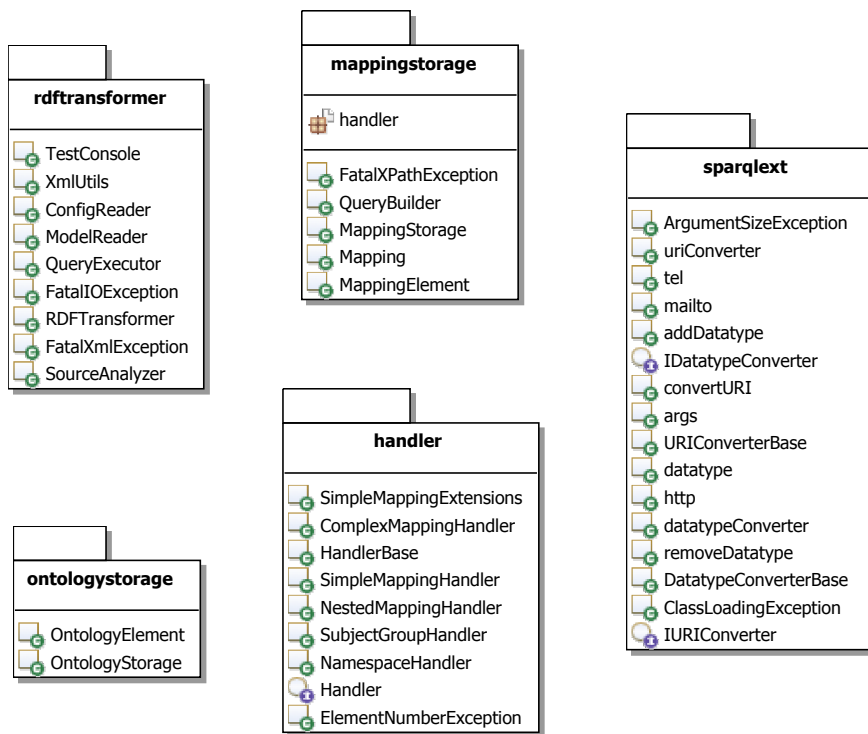 rdftransformer
TestConsole
XmlUtils
ConfigReader
ModelReader
QueryExecutor
FatalIOException
RDFTransformer
FatalXmlException
SourceAnalyzer
mappingstorage
handler
FatalXPathException
QueryBuilder
MappingStorage
Mapping
MappingElement
sparqlext
ArgumentSizeException
uriConverter
tel
mailto
addDatatype
IDatatypeConverter
convertURI
args
URIConverterBase
datatype
http
datatypeConverter
removeDatatype
DatatypeConverterBase
ClassLoadingException
IURIConverter
handler
SimpleMappingExtensions
ComplexMappingHandler
HandlerBase
SimpleMappingHandler
NestedMappingHandler
SubjectGroupHandler
NamespaceHandler
Handler
ElementNumberException
ontologystorage
OntologyElement
OntologyStorage